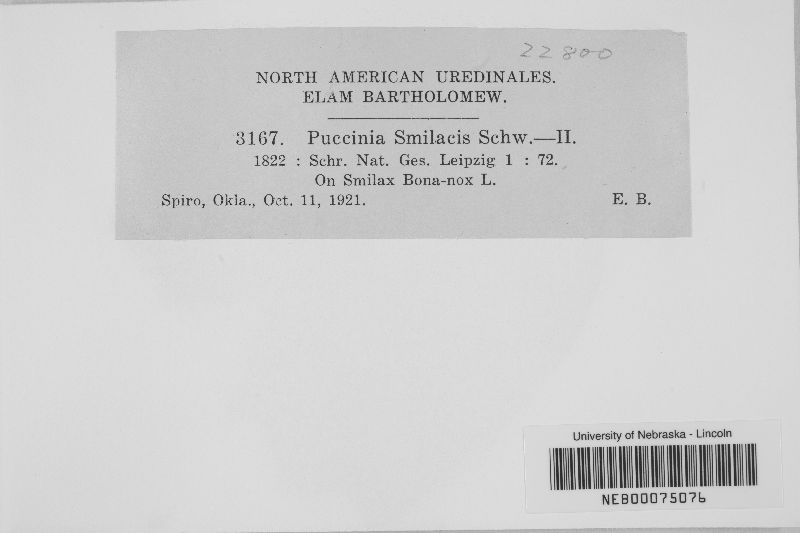 22800
NORTH AMERICAN UREDINALES.
ELAM BARTHOLOMEW.
3167. Puccinia Smilacis Schw.—II.
1822 : Schr. Nat. Ges. Leipzig 1 : 72.
On Smilax Bona-nox L.
Spiro, Okla., Oct. 11, 1921. E. B.
University of Nebraska - Lincoln
NEB00075076